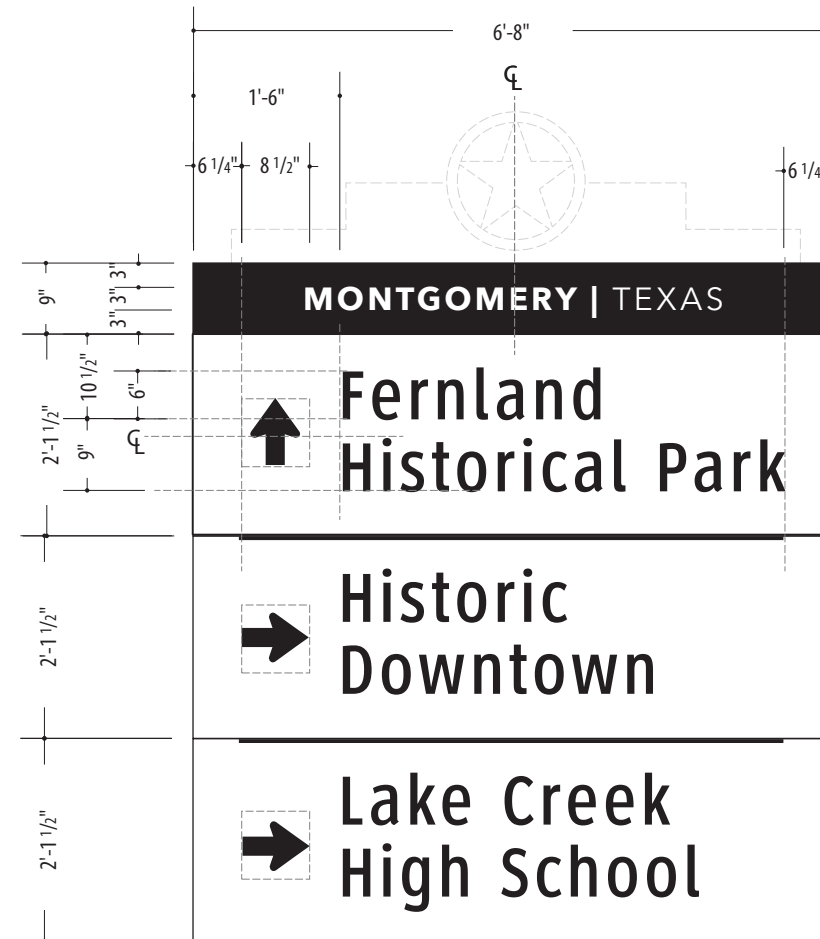 6'-8"
℄
1'-6"
6 1/4"
8 1/2"
6 1/4
3"
9"
3"
3"
MONTGOMERY | TEXAS
10 1/2"
6"
2'-1 1/2"
℄
9"
Fernland
Historical Park
2'-1 1/2"
Historic
Downtown
2'-1 1/2"
Lake Creek
High School